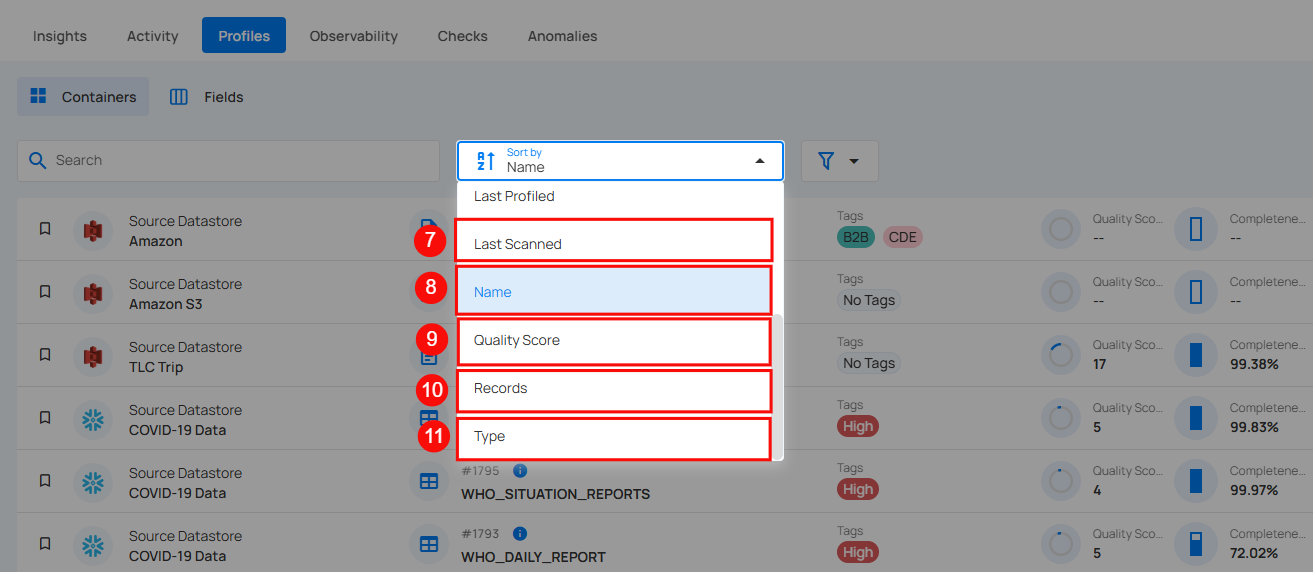 Insights
Activity
Profiles
Observability
Checks
Anomalies
Containers
Fields
Search
Sort by
Name
Last Profiled
7
Last Scanned
8
Name
9
Quality Score
10
Records
11
Type
Source Datastore
Amazon
Tags
B2B
CDE
Quality Sco...
--
Completene...
--
Source Datastore
Amazon S3
Tags
No Tags
Quality Sco...
--
Completene...
--
Source Datastore
TLC Trip
Tags
No Tags
Quality Sco...
17
Completene...
99.38%
Source Datastore
COVID-19 Data
Tags
High
Quality Sco...
5
Completene...
99.83%
Source Datastore
COVID-19 Data
#1795
WHO_SITUATION_REPORTS
Tags
High
Quality Sco...
4
Completene...
99.97%
Source Datastore
COVID-19 Data
#1793
WHO_DAILY_REPORT
Tags
High
Quality Sco...
5
Completene...
72.02%